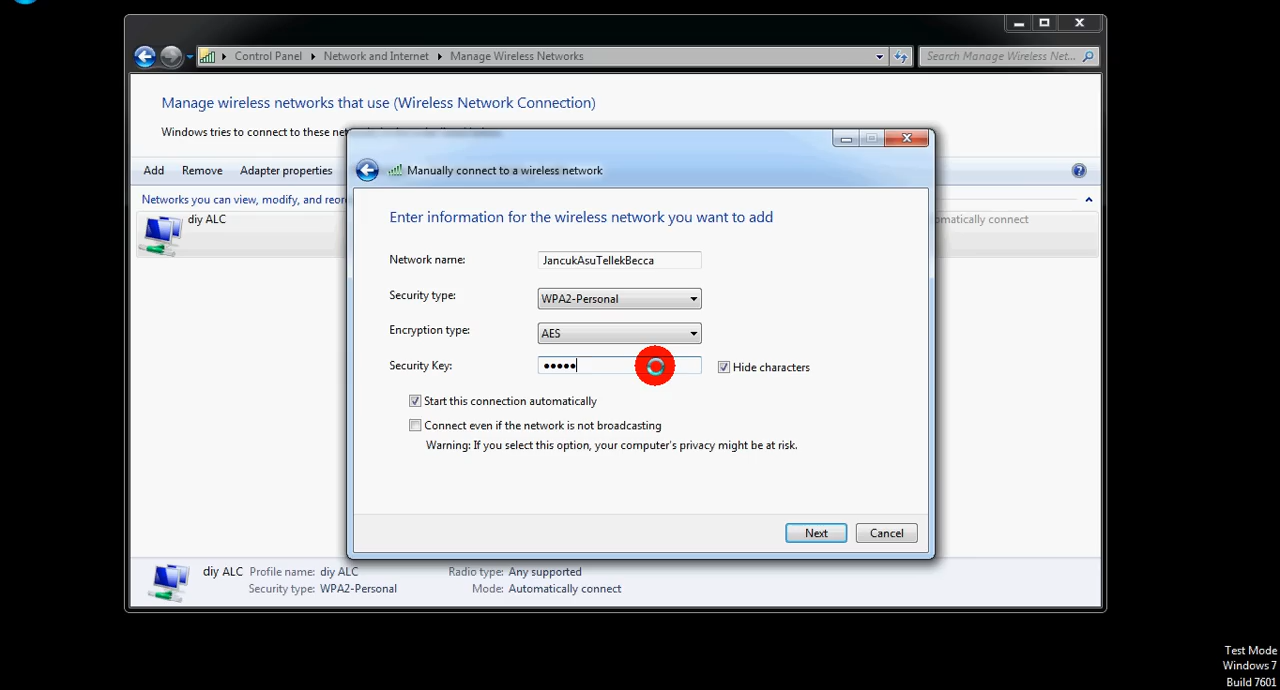 Control Panel Network and Internet Manage Wireless Networks
Search Manage Wireless Net...
Manage wireless networks that use (Wireless Network Connection)
Windows tries to connect to these
Add Remove Adapter properties
Networks you can view, modify, and reor
diy ALC
omatically connect
Manually connect to a wireless network
Enter information for the wireless network you want to add
Network name: JancukAsuTellekBecca
Security type: WPA2-Personal
Encryption type: AES
Security Key: •••••
Hide characters
Start this connection automatically
Connect even if the network is not broadcasting
Warning: If you select this option, your computer's privacy might be at risk.
Next Cancel
diy ALC Profile name: diy ALC Radio type: Any supported
Security type: WPA2-Personal Mode: Automatically connect
Test Mode
Windows 7
Build 7601